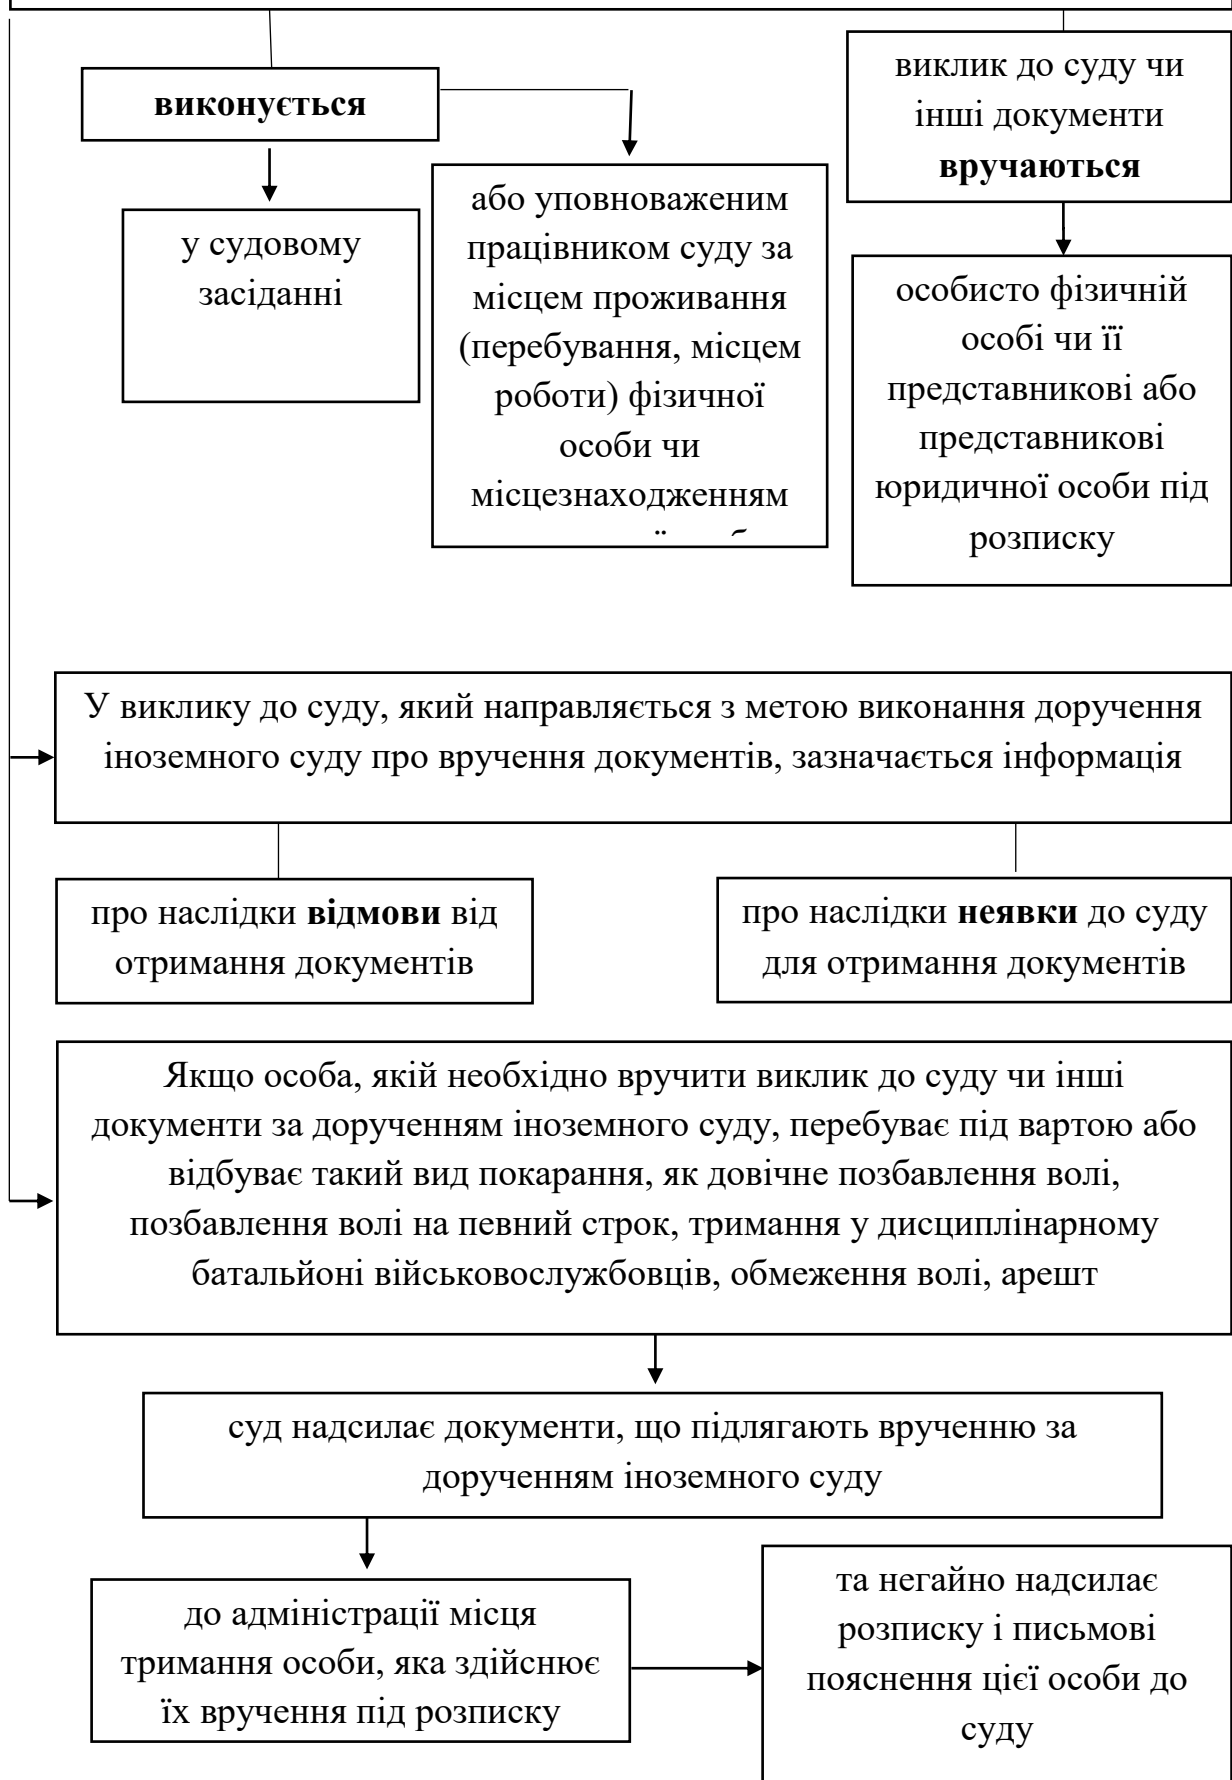 виконується
у судовому
засіданні
або уповноваженим
працівником суду за
місцем проживання
(перебування, місцем
роботи) фізичної
особи чи
місцезнаходженням
виклик до суду чи
інші документи
вручаються
особисто фізичній
особі чи її
представникові або
представникові
юридичної особи під
розписку
У виклику до суду, який направляється з метою виконання доручення
іноземного суду про вручення документів, зазначається інформація
про наслідки відмови від
отримання документів
про наслідки неявки до суду
для отримання документів
Якщо особа, якій необхідно вручити виклик до суду чи інші
документи за дорученням іноземного суду, перебуває під вартою або
відбуває такий вид покарання, як довічне позбавлення волі,
позбавлення волі на певний строк, тримання у дисциплінарному
батальйоні військовослужбовців, обмеження волі, арешт
суд надсилає документи, що підлягають врученню за
дорученням іноземного суду
до адміністрації місця
тримання особи, яка здійснює
їх вручення під розписку
та негайно надсилає
розписку і письмові
пояснення цієї особи до
суду